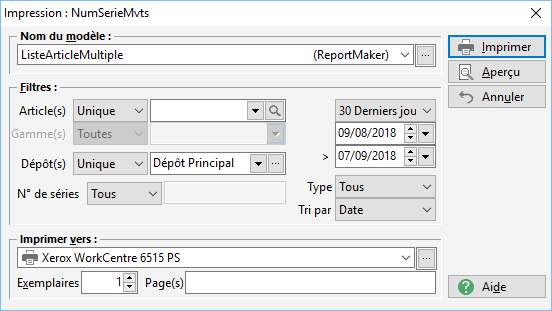 Impression : NumSerieMvts
Nom du modèle :
ListeArticleMultiple (ReportMaker) ...
Imprimer
Aperçu
Annuler
Filtres :
Article(s) Unique 30 Derniers jou
Gamme(s) Toutes 09/08/2018
Dépôt(s) Unique Dépôt Principal ... > 07/09/2018
N° de séries Tous Type Tous
Tri par Date
Imprimer vers :
Xerox WorkCentre 6515 PS ...
Exemplaires 1 Page(s)
Aide